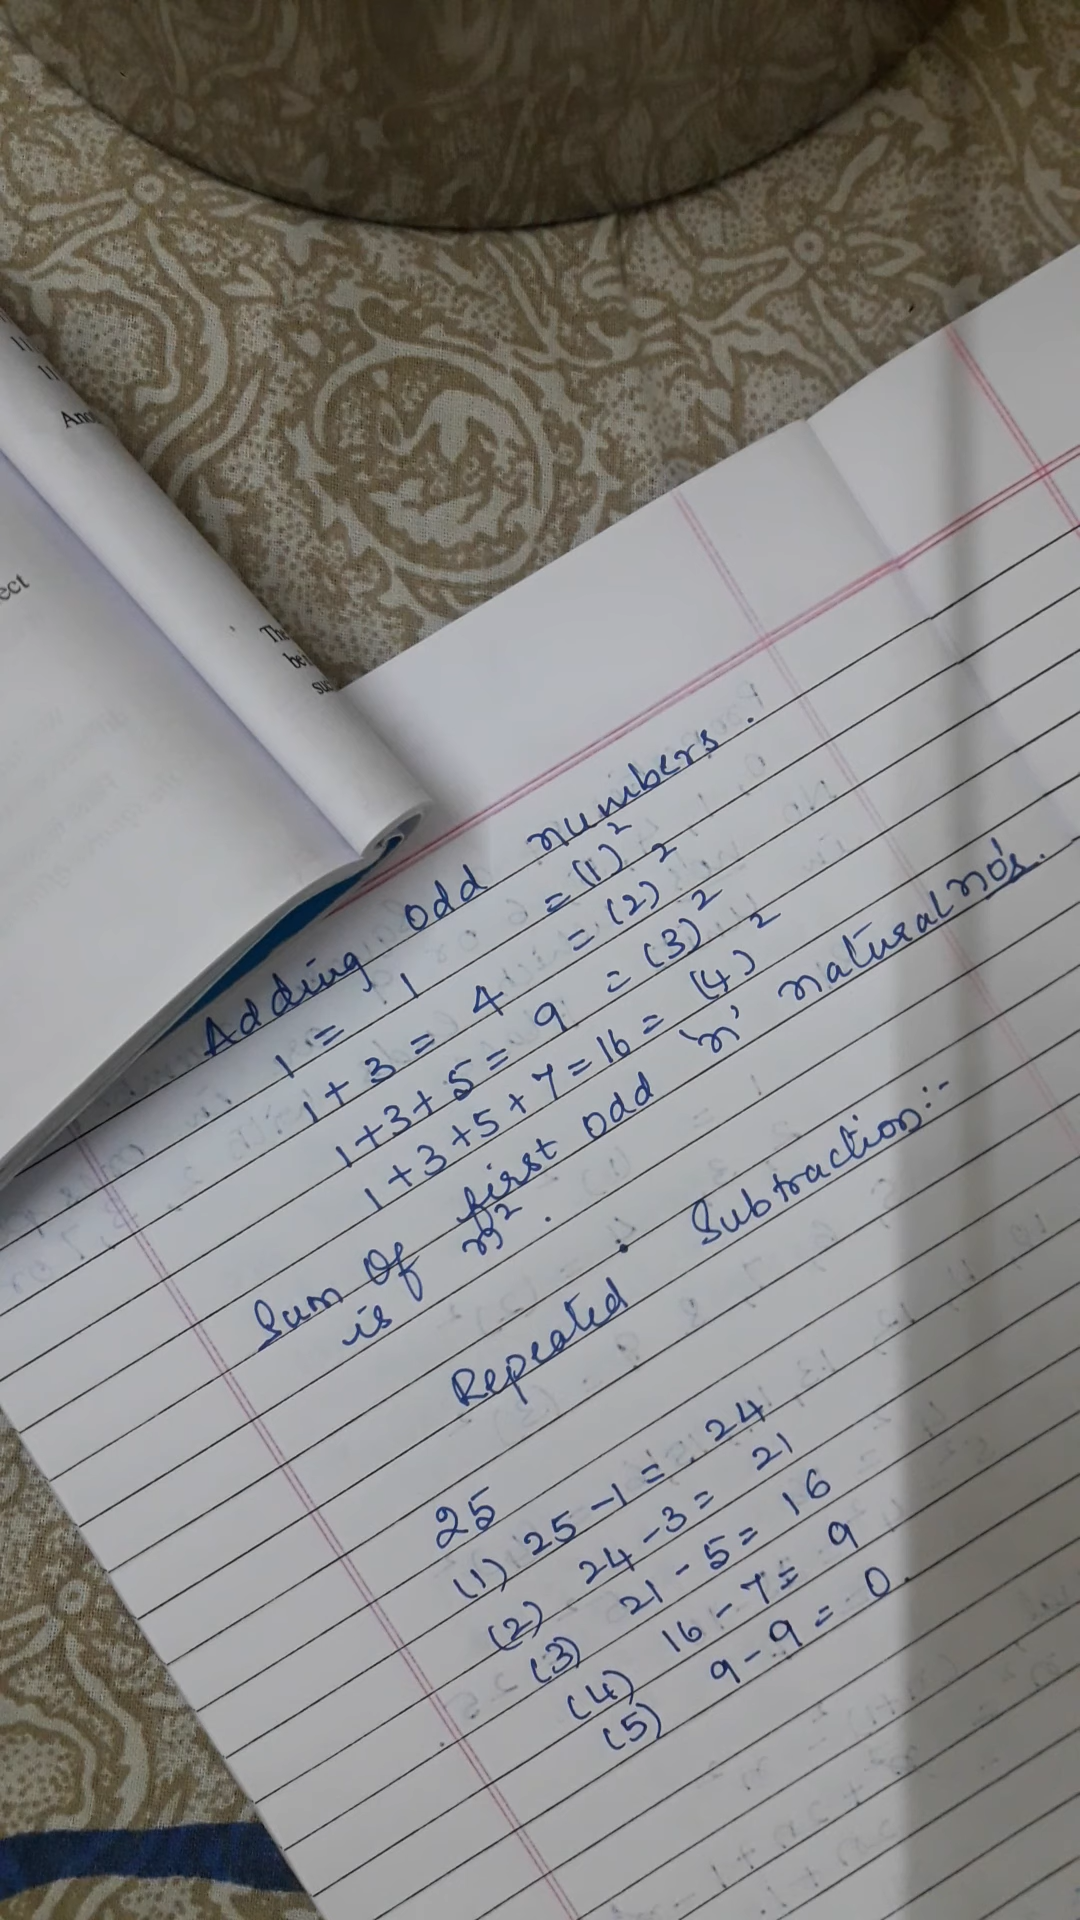 ect
The
Adding odd numbers.
1 = 1 = (1)²
1+3 = 4 = (2)²
1+3+5 = 9 = (3)²
1+3+5+7=16 = (4)²
Sum Of first odd 'n' natural no's.
is n².
Repeated Subtraction:-
25
(1) 25-1 = 24
(2) 24-3 = 21
(3) 21-5 = 16
(4) 16-7 = 9
(5) 9-9 = 0.